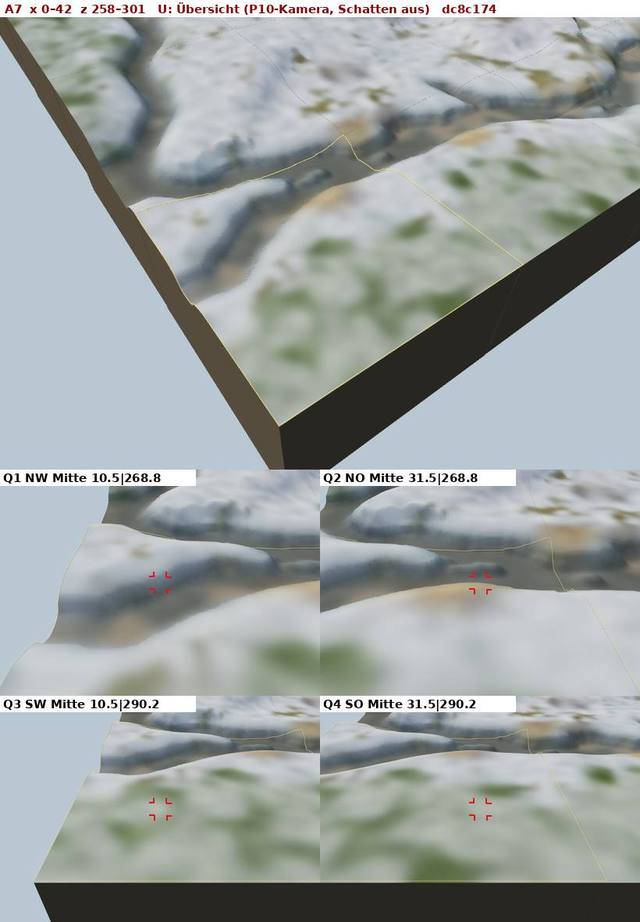 A7 x 0–42 z 258–301 U: Übersicht (P10-Kamera, Schatten aus) dc8c174
Q1 NW Mitte 10.5|268.8
Q2 NO Mitte 31.5|268.8
Q3 SW Mitte 10.5|290.2
Q4 SO Mitte 31.5|290.2